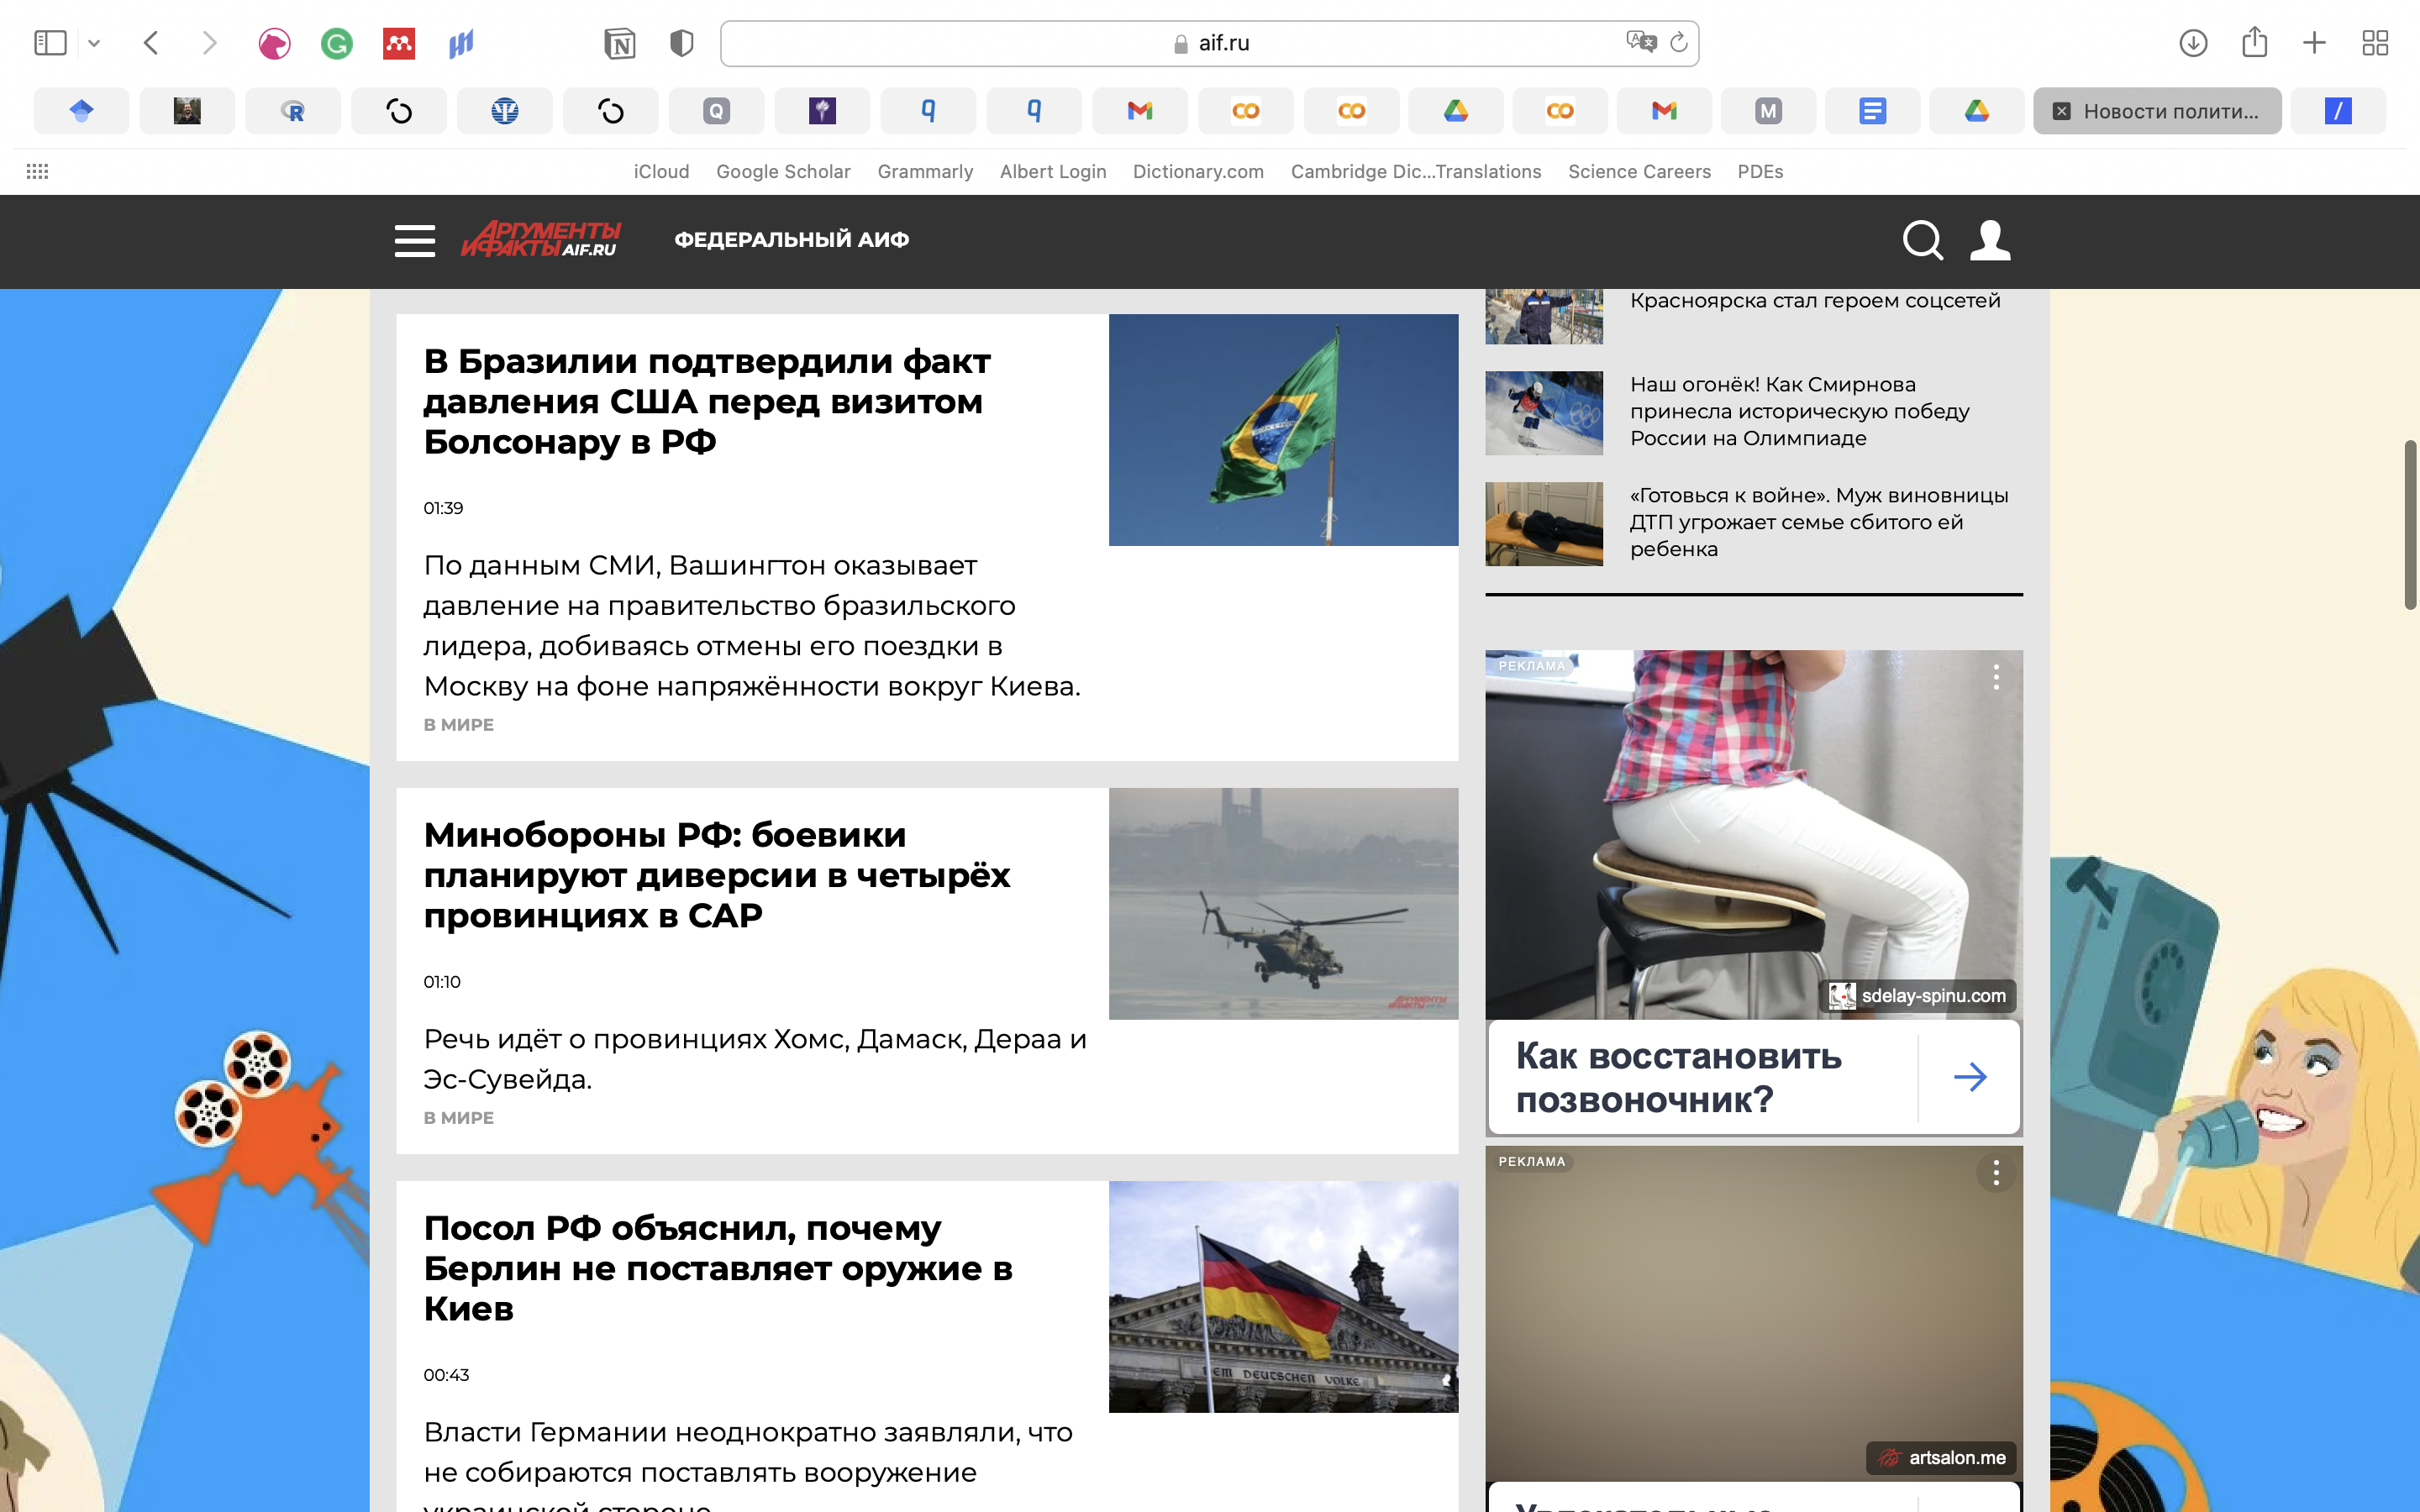 aif.ru
Новости полити...
iCloud
Google Scholar
Grammarly
Albert Login
Dictionary.com
Cambridge Dic...Translations
Science Careers
PDEs
АРГУМЕНТЫ
И ФАКТЫ AIF.RU
ФЕДЕРАЛЬНЫЙ АИФ
В Бразилии подтвердили факт
давления США перед визитом
Болсонару в РФ
01:39
По данным СМИ, Вашингтон оказывает
давление на правительство бразильского
лидера, добиваясь отмены его поездки в
Москву на фоне напряжённости вокруг Киева.
В МИРЕ
Минобороны РФ: боевики
планируют диверсии в четырёх
провинциях в САР
01:10
Речь идёт о провинциях Хомс, Дамаск, Дераа и
Эс-Сувейда.
В МИРЕ
Посол РФ объяснил, почему
Берлин не поставляет оружие в
Киев
00:43
DEM DEUTSCHEN VOLKE
Власти Германии неоднократно заявляли, что
не собираются поставлять вооружение
украинской стороне
Красноярска стал героем соцсетей
Наш огонёк! Как Смирнова
принесла историческую победу
России на Олимпиаде
«Готовься к войне». Муж виновницы
ДТП угрожает семье сбитого ей
ребенка
РЕКЛАМА
sdelay-spinu.com
Как восстановить
позвоночник?
РЕКЛАМА
artsalon.me
Увлекательные